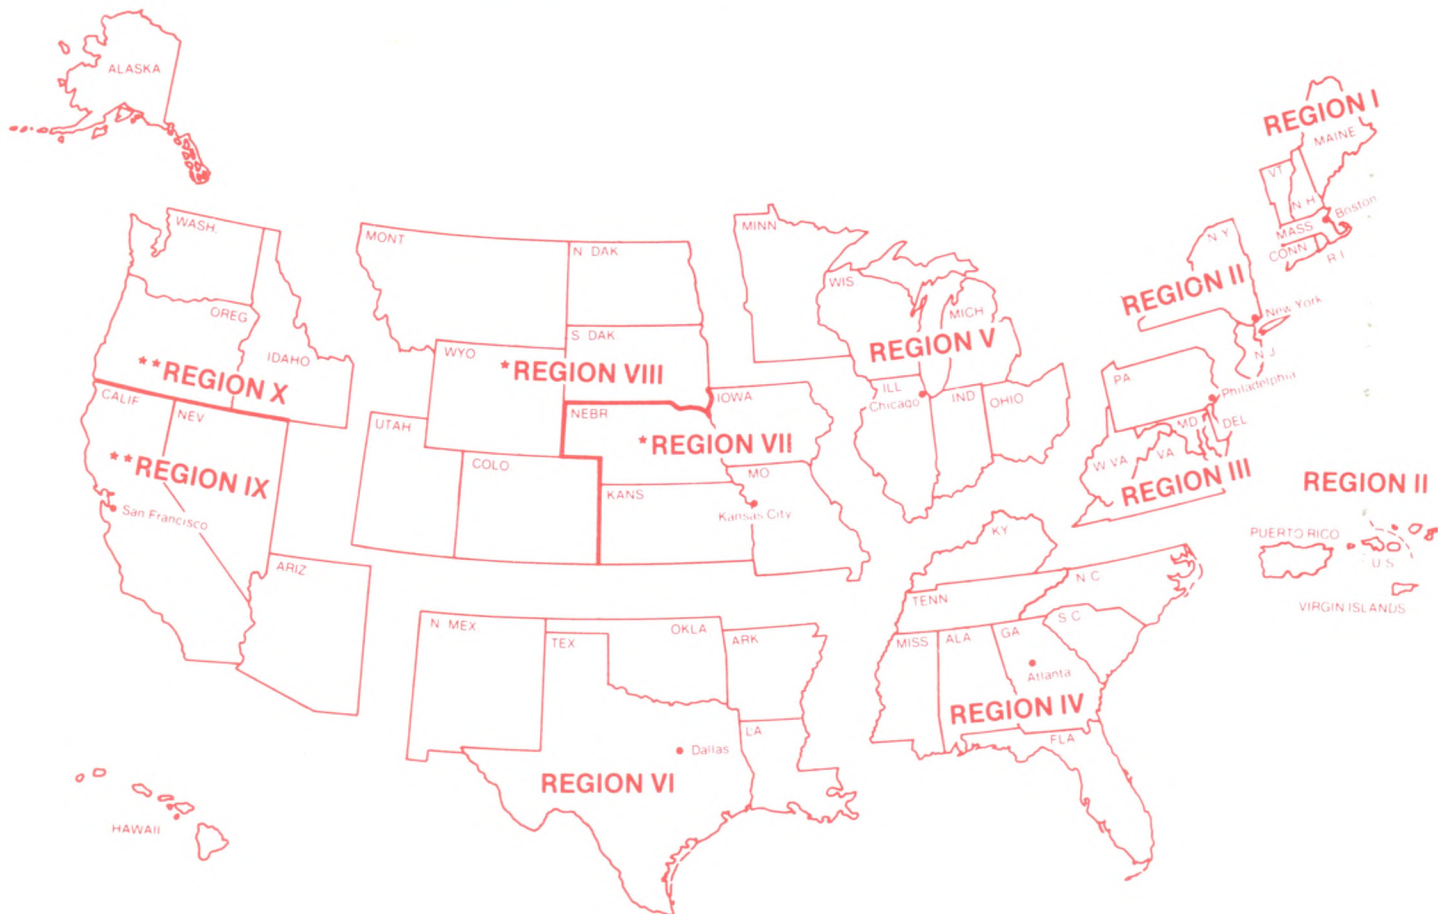 ALASKA
REGION I
MAINE
VT
N H
Boston
MASS
CONN
R I
WASH.
MONT
N DAK
MINN
N Y
WIS
REGION II
New York
OREG
MICH
S DAK
REGION V
N J
IDAHO
WYO
**REGION X
*REGION VIII
PA
Philadelphia
CALIF
NEV
UTAH
NEBR
IOWA
ILL
Chicago
IND
OHIO
MD
DEL
*REGION VII
**REGION IX
COLO
MO
W VA
VA
REGION III
REGION II
KANS
San Francisco
Kansas City
KY
PUERTO RICO
U.S.
VIRGIN ISLANDS
ARIZ
N C
TENN
S C
N MEX
TEX
OKLA
ARK
MISS
ALA
GA
Atlanta
REGION IV
FLA
LA
Dallas
REGION VI
HAWAII